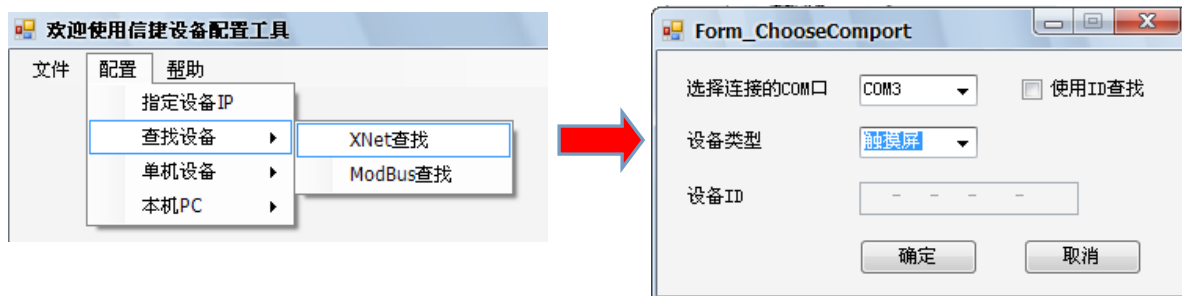 欢迎使用信捷设备配置工具
文件 配置 帮助
指定设备IP
查找设备
单机设备
本机PC
XNet查找
ModBus查找
Form_ChooseComport
选择连接的COM口 COM3 使用ID查找
设备类型 触摸屏
设备ID - - - -
确定 取消